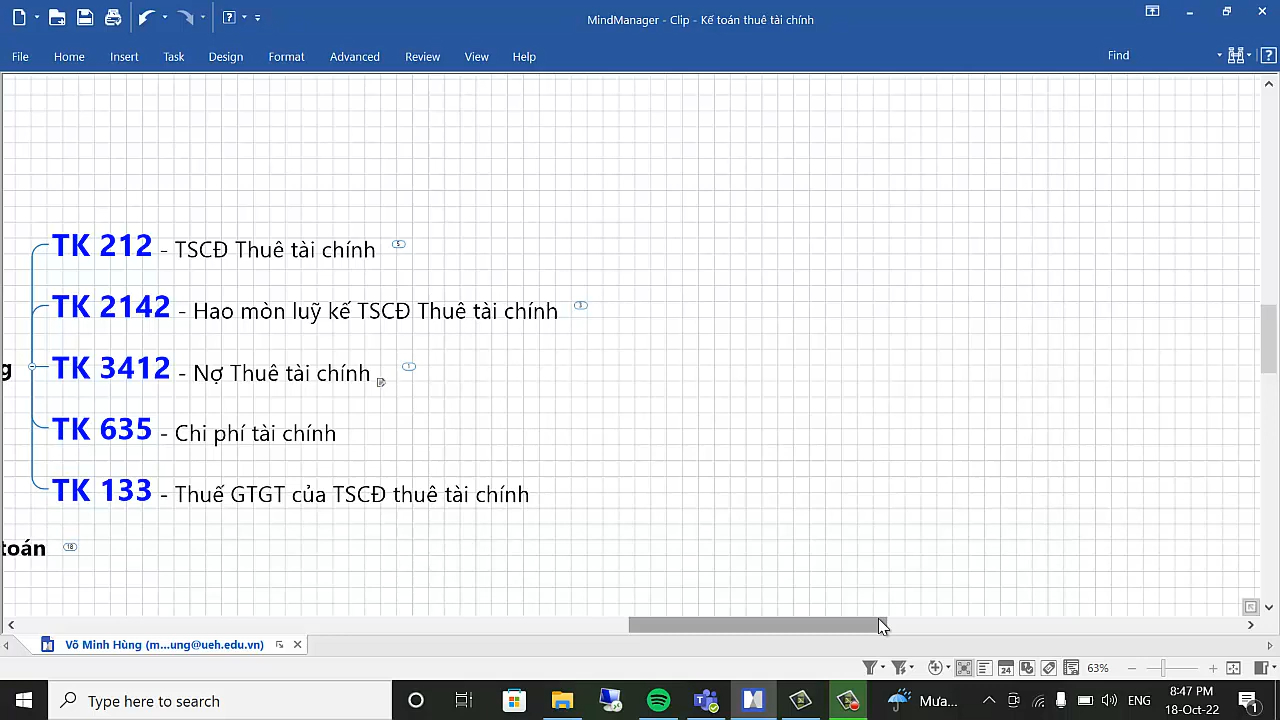 MindManager - Clip - Kế toán thuê tài chính
File Home Insert Task Design Format Advanced Review View Help Find
TK 212 - TSCĐ Thuê tài chính 5
TK 2142 - Hao mòn luỹ kế TSCĐ Thuê tài chính
TK 3412 - Nợ Thuê tài chính
g
TK 635 - Chi phí tài chính
TK 133 - Thuế GTGT của TSCĐ thuê tài chính
toán 18
Võ Minh Hùng (m...ung@ueh.edu.vn)
63%
Type here to search
Mưa...
ENG
8:47 PM
18-Oct-22